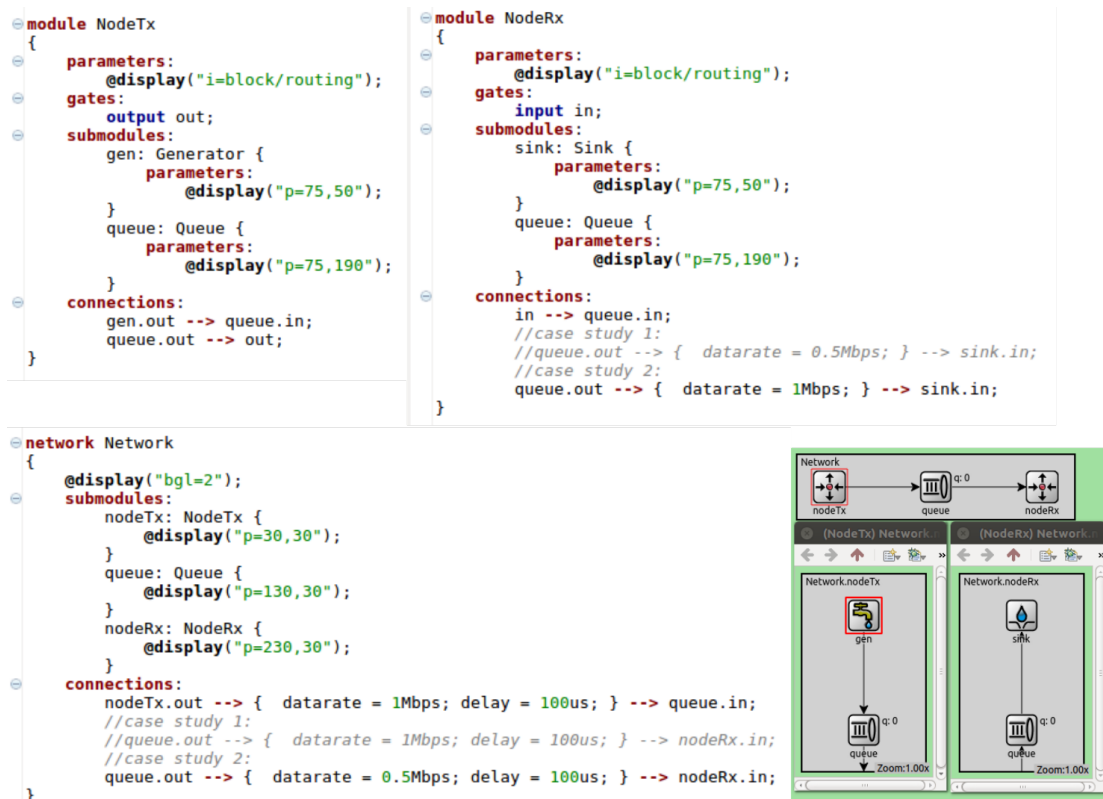 module NodeTx
{
    parameters:
        @display("i=block/routing");
    gates:
        output out;
    submodules:
        gen: Generator {
            parameters:
                @display("p=75,50");
        }
        queue: Queue {
            parameters:
                @display("p=75,190");
        }
    connections:
        gen.out --> queue.in;
        queue.out --> out;
}
module NodeRx
{
    parameters:
        @display("i=block/routing");
    gates:
        input in;
    submodules:
        sink: Sink {
            parameters:
                @display("p=75,50");
        }
        queue: Queue {
            parameters:
                @display("p=75,190");
        }
    connections:
        in --> queue.in;
        //case study 1:
        //queue.out --> {  datarate = 0.5Mbps; } --> sink.in;
        //case study 2:
        queue.out --> {  datarate = 1Mbps; } --> sink.in;
}
network Network
{
    @display("bgl=2");
    submodules:
        nodeTx: NodeTx {
            @display("p=30,30");
        }
        queue: Queue {
            @display("p=130,30");
        }
        nodeRx: NodeRx {
            @display("p=230,30");
        }
    connections:
        nodeTx.out --> {  datarate = 1Mbps; delay = 100us; } --> queue.in;
        //case study 1:
        //queue.out --> {  datarate = 1Mbps; delay = 100us; } --> nodeRx.in;
        //case study 2:
        queue.out --> {  datarate = 0.5Mbps; delay = 100us; } --> nodeRx.in;
}
Network
q: 0
nodeTx queue nodeRx
(NodeTx) Network.
Network.nodeTx
gen
q: 0
queue
Zoom:1.00x
(NodeRx) Network.
Network.nodeRx
sink
q: 0
queue
Zoom:1.00x